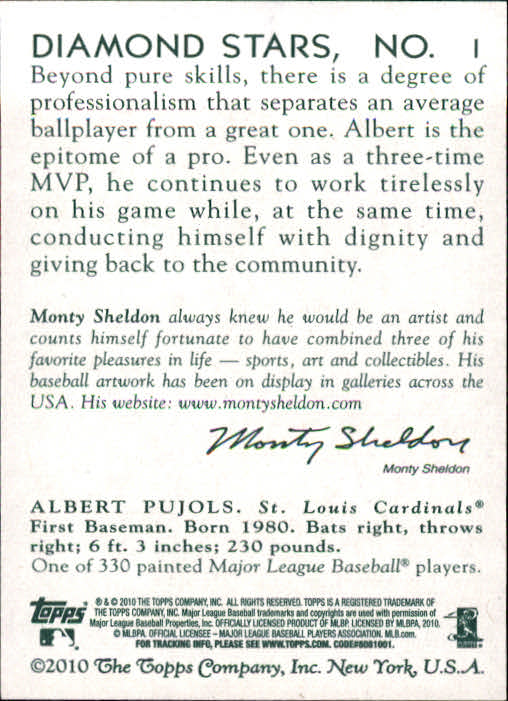 DIAMOND STARS, NO. 1
Beyond pure skills, there is a degree of
professionalism that separates an average
ballplayer from a great one. Albert is the
epitome of a pro. Even as a three-time
MVP, he continues to work tirelessly
on his game while, at the same time,
conducting himself with dignity and
giving back to the community.
Monty Sheldon always knew he would be an artist and
counts himself fortunate to have combined three of his
favorite pleasures in life — sports, art and collectibles. His
baseball artwork has been on display in galleries across the
USA. His website: www.montysheldon.com
Monty Sheldon
Monty Sheldon
ALBERT PUJOLS. St. Louis Cardinals®
First Baseman. Born 1980. Bats right, throws
right; 6 ft. 3 inches; 230 pounds.
One of 330 painted Major League Baseball® players.
Topps
® & © 2010 THE TOPPS COMPANY, INC. ALL RIGHTS RESERVED. TOPPS IS A REGISTERED TRADEMARK OF
THE TOPPS COMPANY, INC. Major League Baseball trademarks and copyrights are used with permission of
Major League Baseball Properties, Inc. OFFICIALLY LICENSED PRODUCT OF MLBP. LICENSED BY MLBPA, 2010.
© MLBPA. OFFICIAL LICENSEE – MAJOR LEAGUE BASEBALL PLAYERS ASSOCIATION. MLB.com.
FOR TRACKING INFO, PLEASE SEE WWW.TOPPS.COM. CODE#8081001.
©2010 The Topps Company, Inc. New York, U.S.A.